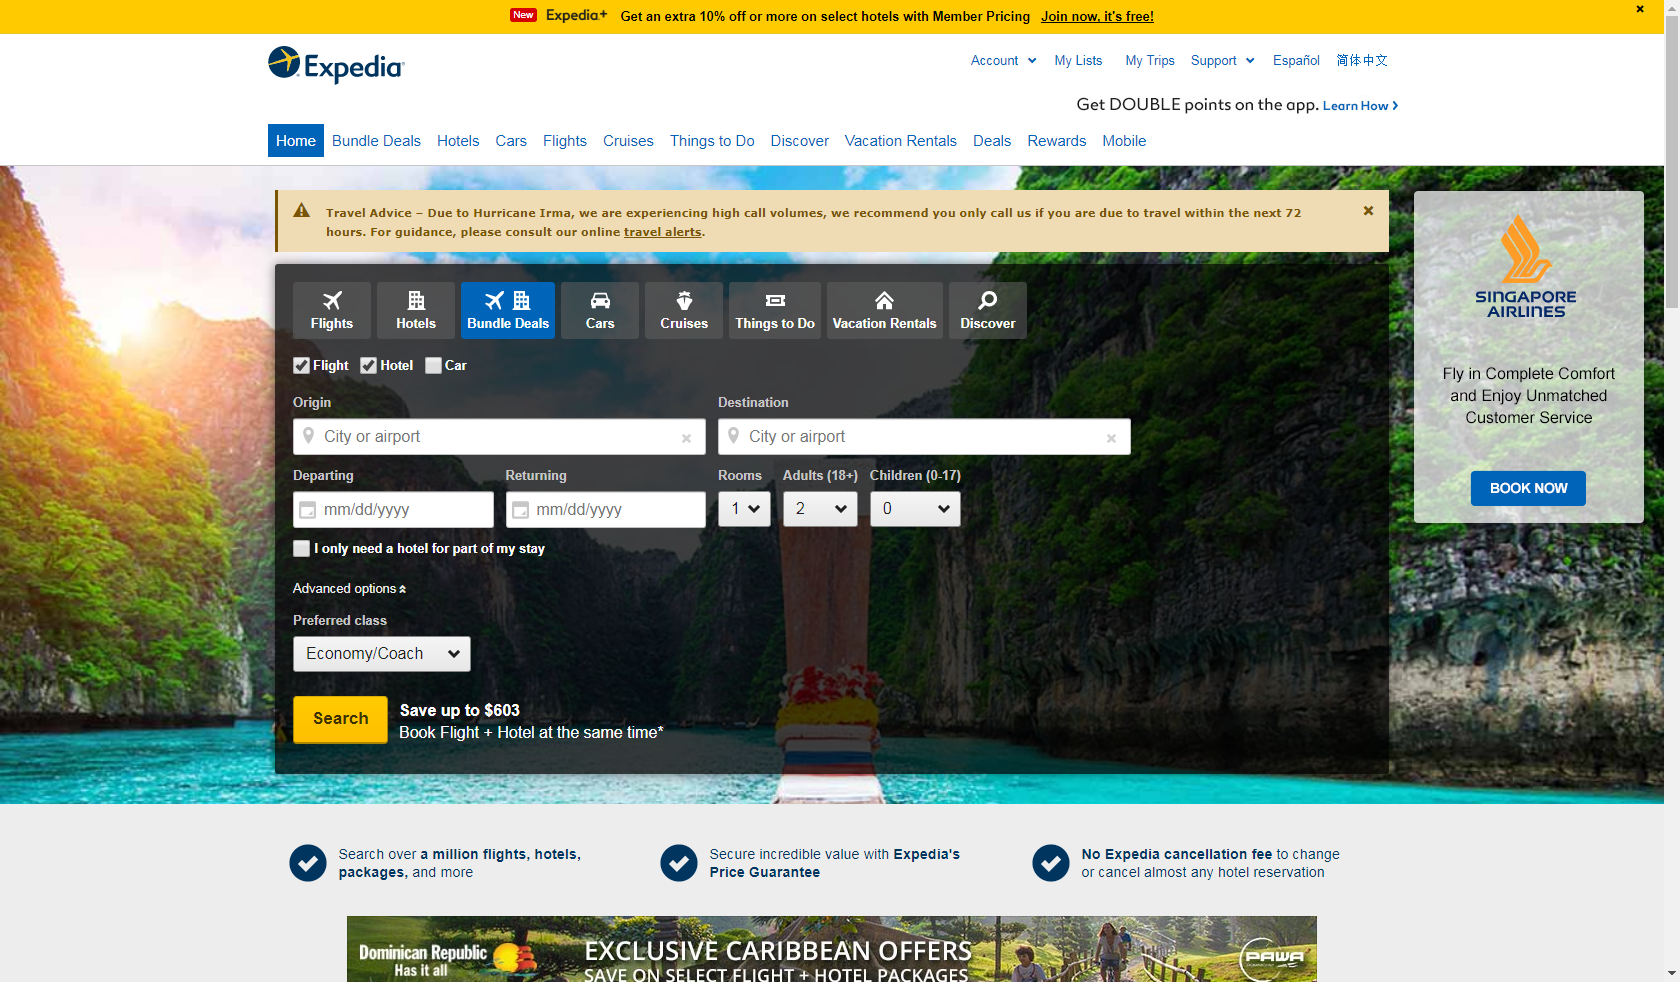 New Expedia+ Get an extra 10% off or more on select hotels with Member Pricing Join now, it's free!
Expedia
Account My Lists My Trips Support Español 简体中文
Get DOUBLE points on the app. Learn How
Home Bundle Deals Hotels Cars Flights Cruises Things to Do Discover Vacation Rentals Deals Rewards Mobile
Travel Advice – Due to Hurricane Irma, we are experiencing high call volumes, we recommend you only call us if you are due to travel within the next 72
hours. For guidance, please consult our online travel alerts.
Flights Hotels Bundle Deals Cars Cruises Things to Do Vacation Rentals Discover
Flight Hotel Car
Origin Destination
City or airport City or airport
Departing Returning Rooms Adults (18+) Children (0-17)
mm/dd/yyyy mm/dd/yyyy 1 2 0
I only need a hotel for part of my stay
Advanced options
Preferred class
Economy/Coach
Search
Save up to $603
Book Flight + Hotel at the same time*
SINGAPORE
AIRLINES
Fly in Complete Comfort
and Enjoy Unmatched
Customer Service
BOOK NOW
Search over a million flights, hotels,
packages, and more
Secure incredible value with Expedia's
Price Guarantee
No Expedia cancellation fee to change
or cancel almost any hotel reservation
Dominican Republic
Has it all
EXCLUSIVE CARIBBEAN OFFERS
SAVE ON SELECT FLIGHT + HOTEL PACKAGES
PAWA